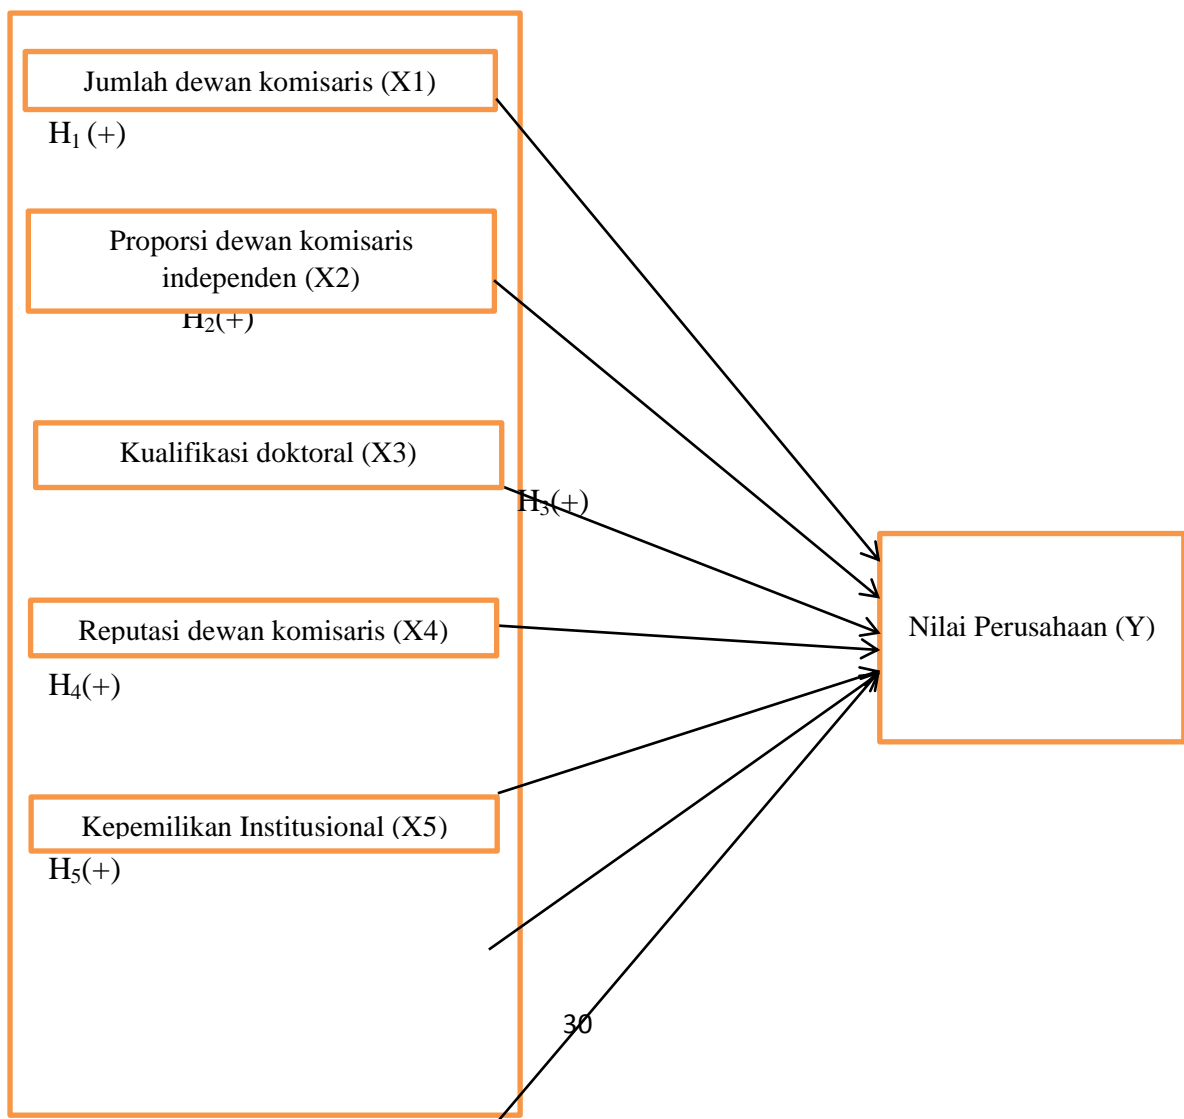 Jumlah dewan komisaris (X1)
H₁ (+)
Proporsi dewan komisaris
independen (X2)
H₂(+)
Kualifikasi doktoral (X3)
H₃(+)
Reputasi dewan komisaris (X4)
Nilai Perusahaan (Y)
H₄(+)
Kepemilikan Institusional (X5)
H₅(+)
30